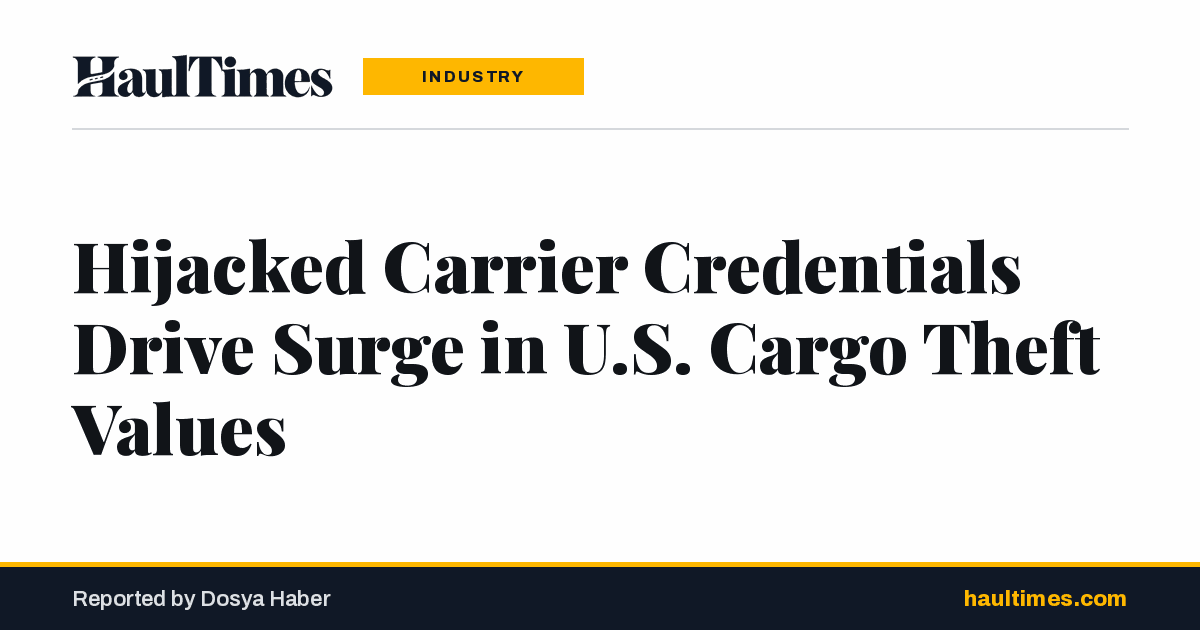 HaulTimes
INDUSTRY
Hijacked Carrier Credentials
Drive Surge in U.S. Cargo Theft
Values
Reported by Dosya Haber
haultimes.com